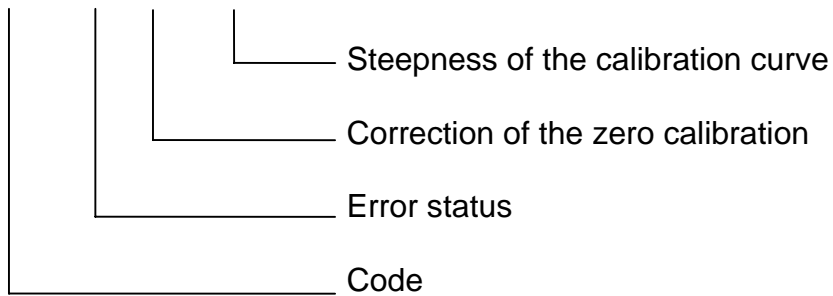 Steepness of the calibration curve
Correction of the zero calibration
Error status
Code